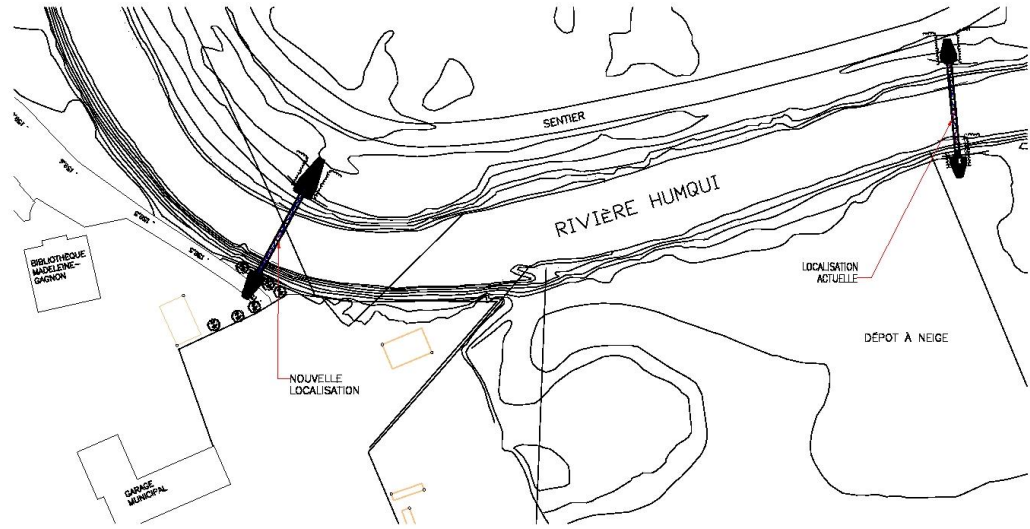 SENTIER
RIVIÈRE HUMQUI
BIBLIOTHÈQUE
MADELEINE-
GAGNON
LOCALISATION
ACTUELLE
DÉPOT À NEIGE
NOUVELLE
LOCALISATION
GARAGE
MUNICIPAL